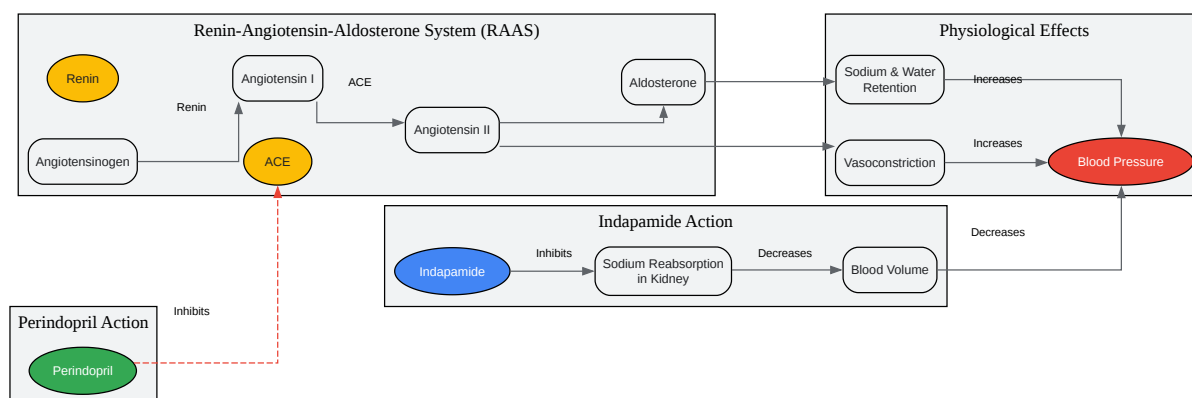 Renin-Angiotensin-Aldosterone System (RAAS)
Renin
Angiotensin I
ACE
Aldosterone
Renin
Angiotensin II
Angiotensinogen
ACE
Physiological Effects
Sodium & Water
Retention
Increases
Increases
Vasoconstriction
Blood Pressure
Indapamide Action
Decreases
Indapamide
Inhibits
Sodium Reabsorption
in Kidney
Decreases
Blood Volume
Inhibits
Perindopril Action
Perindopril